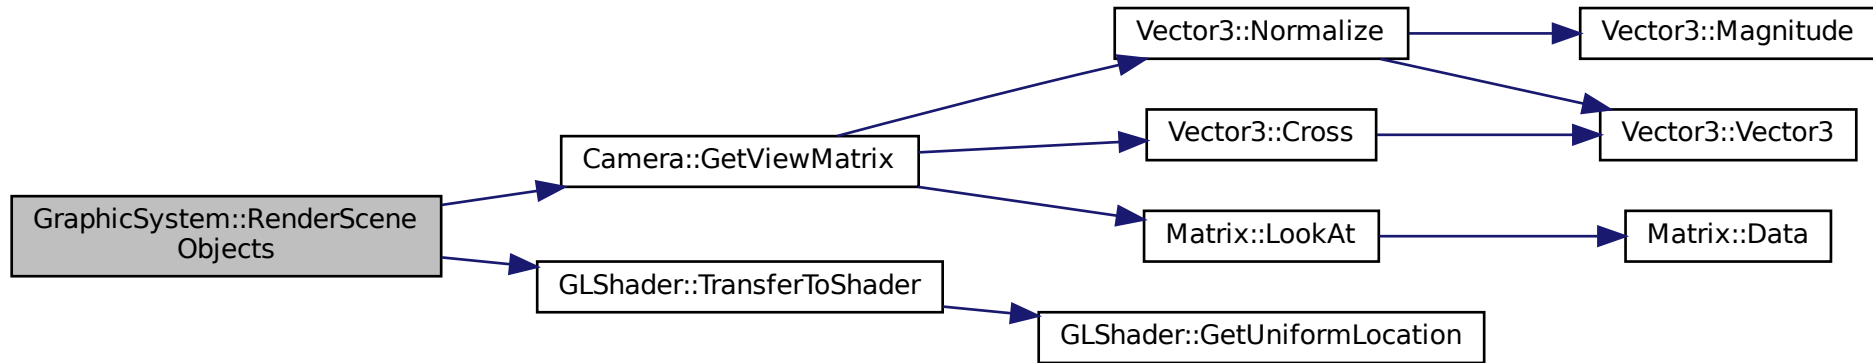 GraphicSystem::RenderScene
Objects
Camera::GetViewMatrix
GLShader::TransferToShader
Vector3::Normalize
Vector3::Cross
Matrix::LookAt
GLShader::GetUniformLocation
Vector3::Magnitude
Vector3::Vector3
Matrix::Data